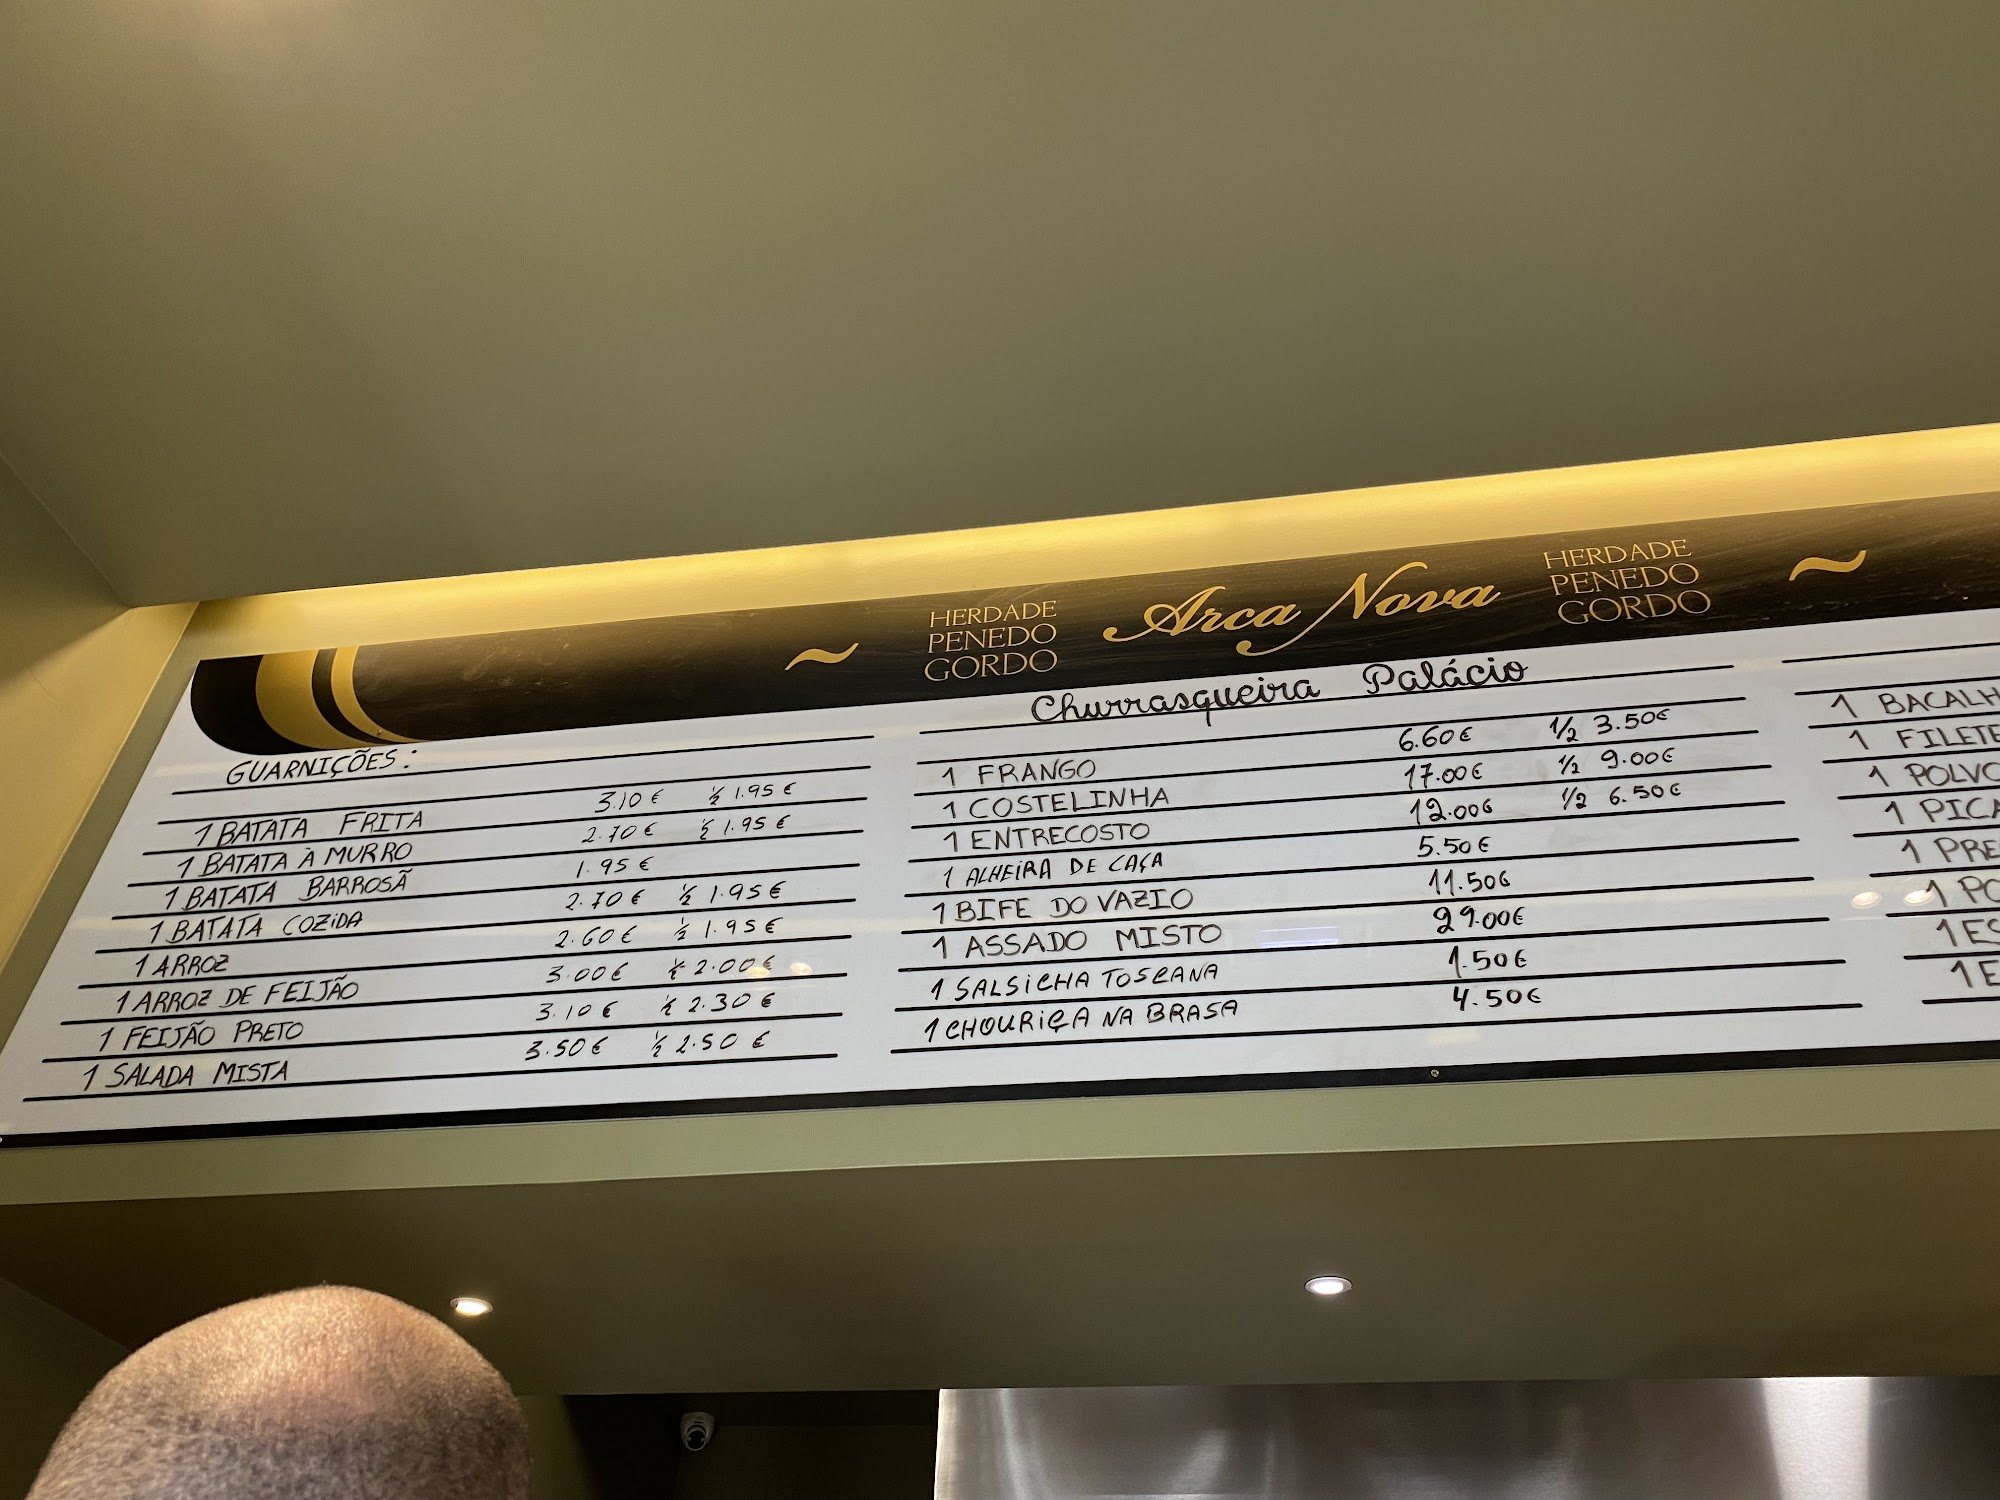 HERDADE
PENEDO
GORDO
Arca Nova
HERDADE
PENEDO
GORDO
Churrasqueira Palácio
GUARNIÇÕES:
1 BATATA FRITA 3.10€ ½ 1.95€
1 BATATA À MURRO 2.70€ ½ 1.95€
1 BATATA BARROSÃ 1.95€
1 BATATA COZIDA 2.70€ ½ 1.95€
1 ARROZ 2.60€ ½ 1.95€
1 ARROZ DE FEIJÃO 3.00€ ½ 2.00€
1 FEIJÃO PRETO 3.10€ ½ 2.30€
1 SALADA MISTA 3.50€ ½ 2.50€
1 FRANGO 6.60€ 1/2 3.50€
1 COSTELINHA 17.00€ 1/2 9.00€
1 ENTRECOSTO 12.00€ 1/2 6.50€
1 ALHEIRA DE CAÇA 5.50€
1 BIFE DO VAZIO 11.50€
1 ASSADO MISTO 29.00€
1 SALSICHA TOSCANA 1.50€
1 CHOURIÇA NA BRASA 4.50€
1 BACALH
1 FILETE
1 POLVO
1 PICA
1 PRE
1 PO
1 ES
1 E